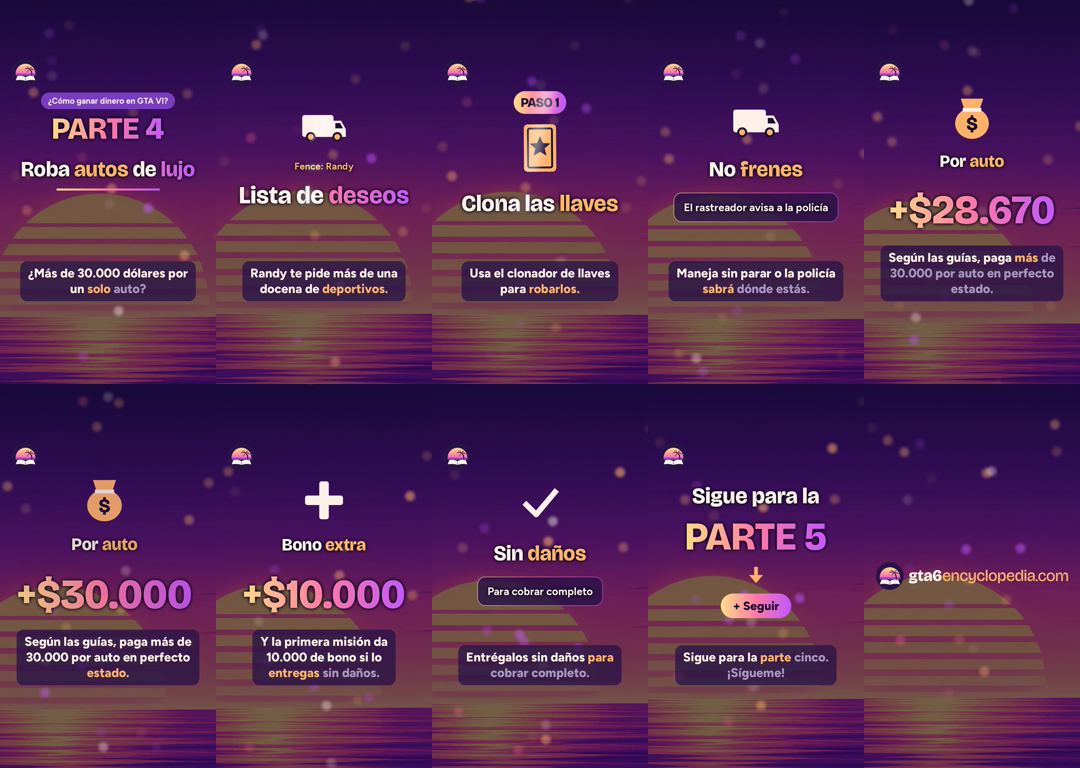 ¿Cómo ganar dinero en GTA VI?
PARTE 4
Roba autos de lujo
¿Más de 30.000 dólares por
un solo auto?
Fence: Randy
Lista de deseos
Randy te pide más de una
docena de deportivos.
PASO 1
Clona las llaves
Usa el clonador de llaves
para robarlos.
No frenes
El rastreador avisa a la policía
Maneja sin parar o la policía
sabrá dónde estás.
$
Por auto
+$28.670
Según las guías, paga más de
30.000 por auto en perfecto
estado.
$
Por auto
+$30.000
Según las guías, paga más de
30.000 por auto en perfecto
estado.
Bono extra
+$10.000
Y la primera misión da
10.000 de bono si lo
entregas sin daños.
Sin daños
Para cobrar completo
Entrégalos sin daños para
cobrar completo.
Sigue para la
PARTE 5
+ Seguir
Sigue para la parte cinco.
¡Sígueme!
gta6encyclopedia.com